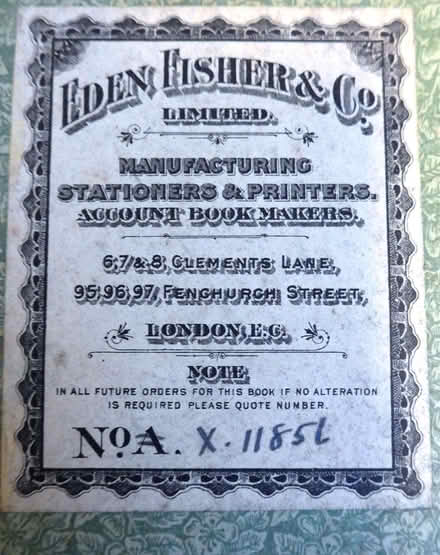 EDEN FISHER & Co
LIMITED.
MANUFACTURING
STATIONERS & PRINTERS.
ACCOUNT BOOK MAKERS.
6,7 & 8, CLEMENTS LANE,
95,96,97, FENCHURCH STREET,
LONDON, E.C.
NOTE
IN ALL FUTURE ORDERS FOR THIS BOOK IF NO ALTERATION
IS REQUIRED PLEASE QUOTE NUMBER.
No. A. X. 11856